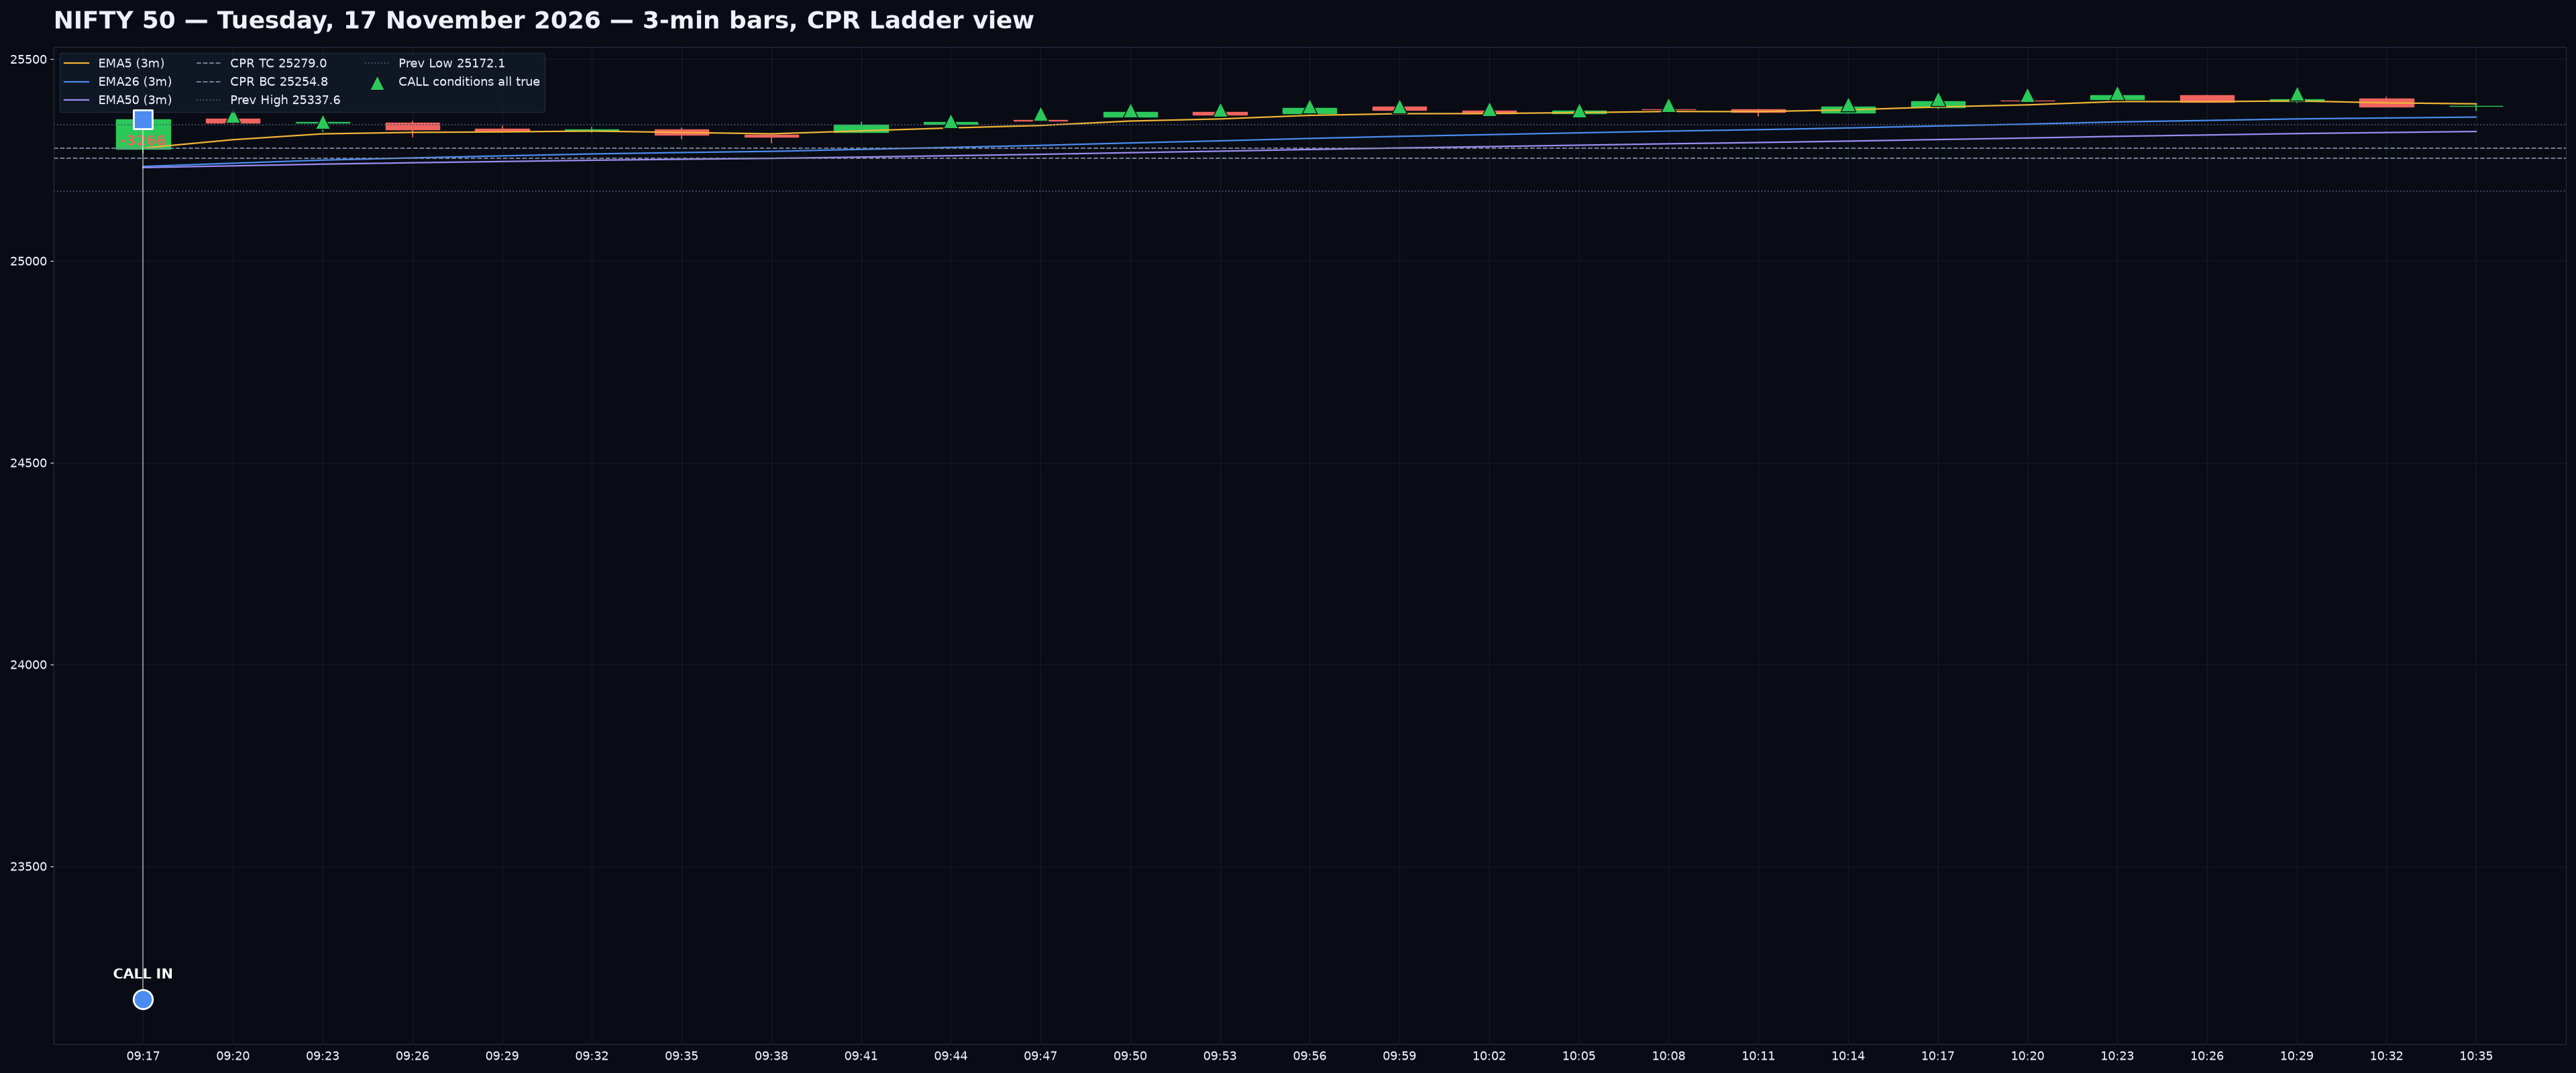 NIFTY 50 — Tuesday, 17 November 2026 — 3-min bars, CPR Ladder view
EMA5 (3m)
EMA26 (3m)
EMA50 (3m)
CPR TC 25279.0
CPR BC 25254.8
Prev High 25337.6
Prev Low 25172.1
CALL conditions all true
25500
25000
24500
24000
23500
CALL IN
09:17 09:20 09:23 09:26 09:29 09:32 09:35 09:38 09:41 09:44 09:47 09:50 09:53 09:56 09:59 10:02 10:05 10:08 10:11 10:14 10:17 10:20 10:23 10:26 10:29 10:32 10:35